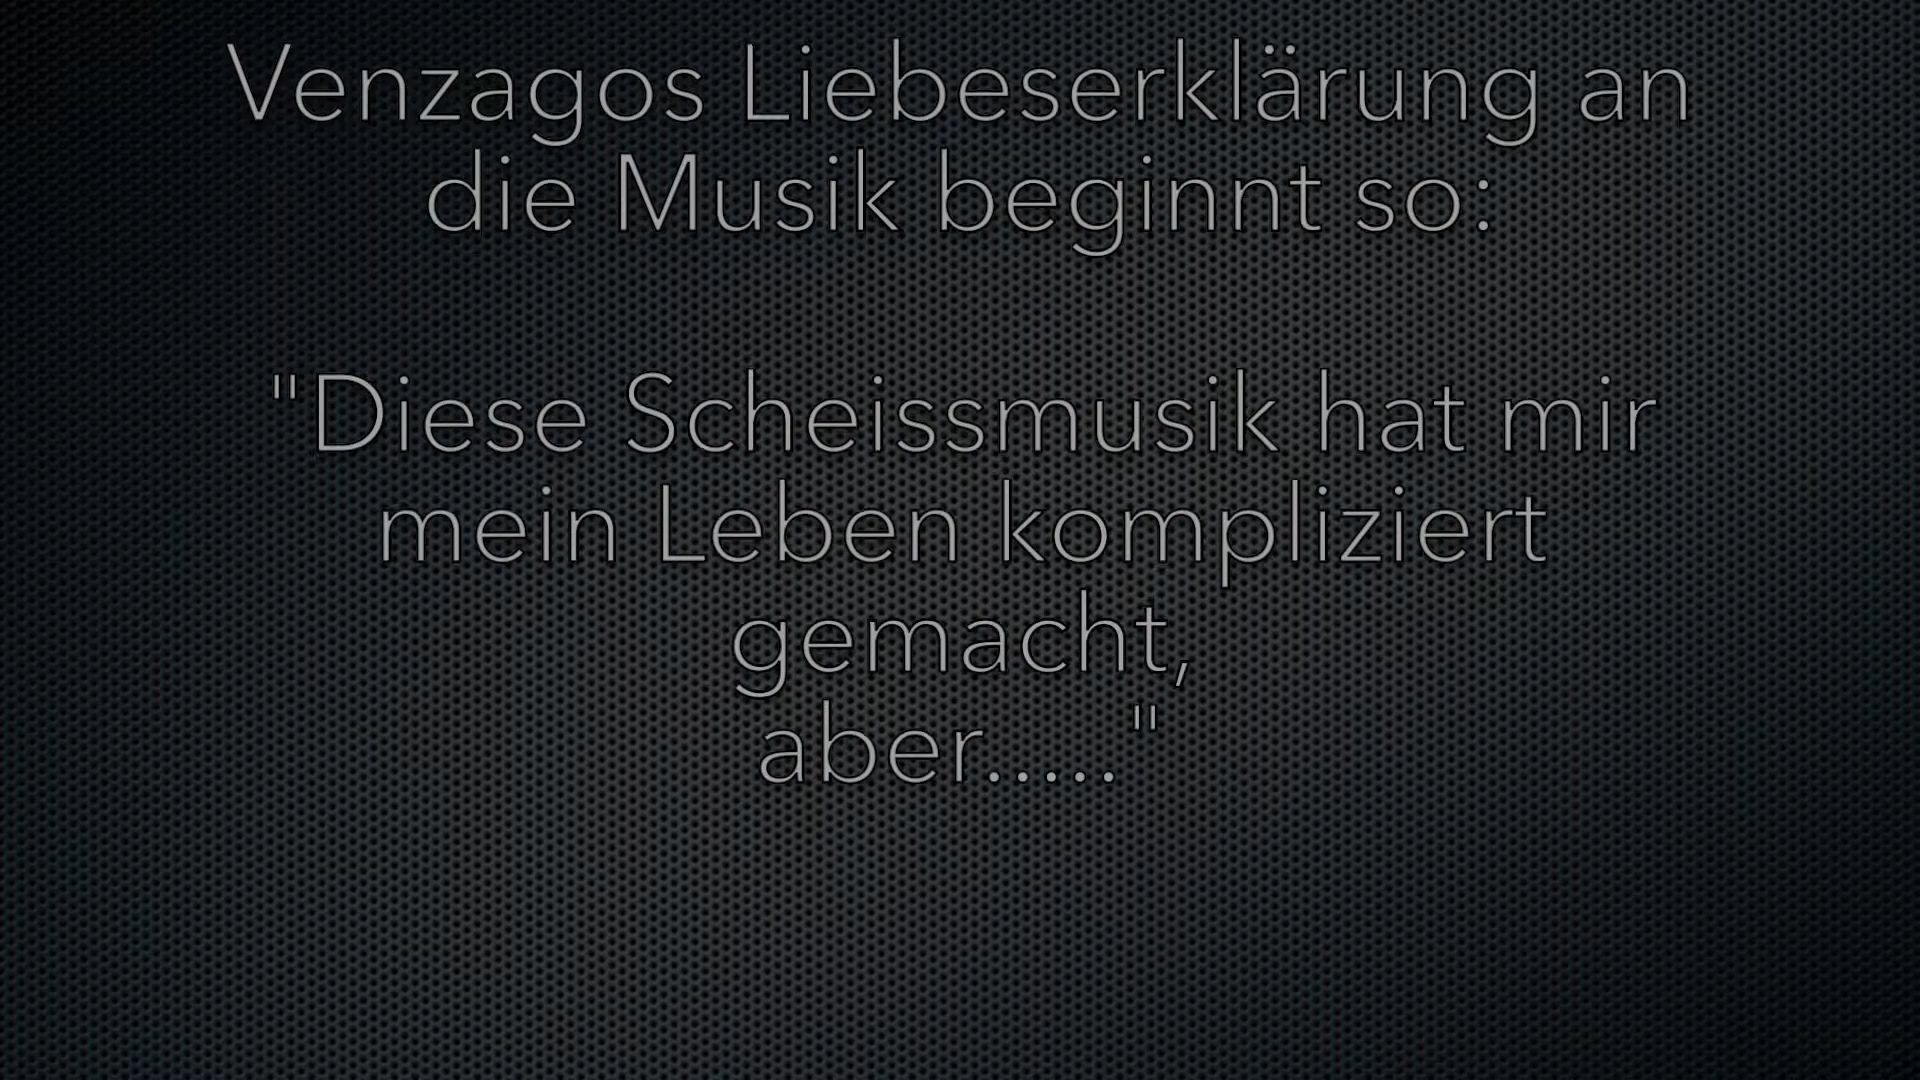 Venzagos Liebeserklärung an
die Musik beginnt so:
"Diese Scheissmusik hat mir
mein Leben kompliziert
gemacht,
aber....."